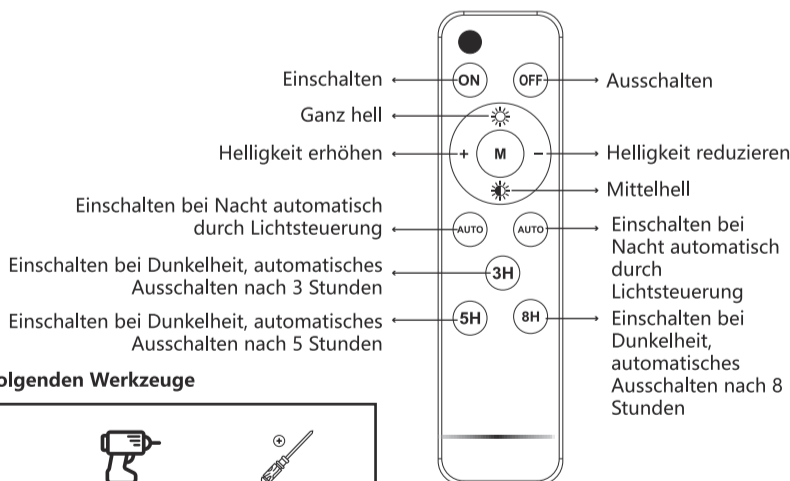 ON
OFF
Einschalten
Ausschalten
Ganz hell
Helligkeit erhöhen
+
M
−
Helligkeit reduzieren
Mittelhell
Einschalten bei Nacht automatisch
durch Lichtsteuerung
AUTO
AUTO
Einschalten bei
Nacht automatisch
durch
Lichtsteuerung
Einschalten bei Dunkelheit, automatisches
Ausschalten nach 3 Stunden
3H
Einschalten bei Dunkelheit, automatisches
Ausschalten nach 5 Stunden
5H
8H
Einschalten bei
Dunkelheit,
automatisches
Ausschalten nach 8
Stunden
olgenden Werkzeuge